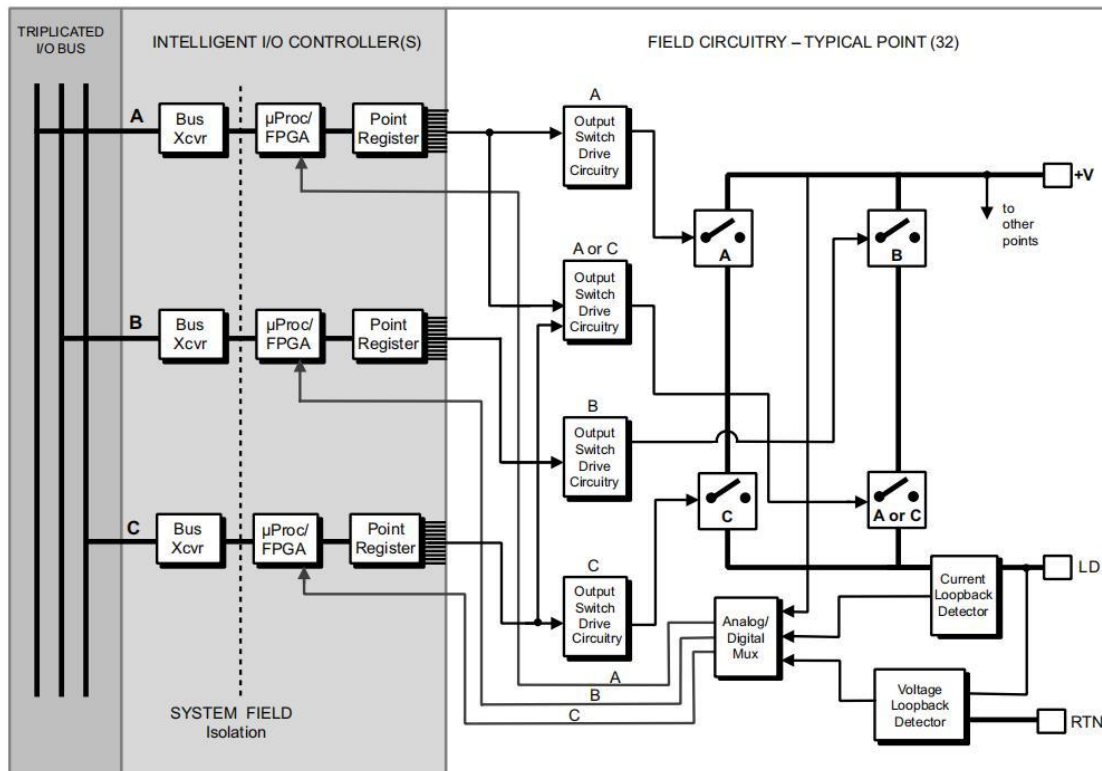 TRIPLICATED
I/O BUS
INTELLIGENT I/O CONTROLLER(S)
FIELD CIRCUITRY – TYPICAL POINT (32)
A
Bus
Xcvr
µProc/
FPGA
Point
Register
A
Output
Switch
Drive
Circuitry
+V
to
other
points
A
B
A or C
Output
Switch
Drive
Circuitry
B
Bus
Xcvr
µProc/
FPGA
Point
Register
B
Output
Switch
Drive
Circuitry
C
A or C
C
Bus
Xcvr
µProc/
FPGA
Point
Register
C
Output
Switch
Drive
Circuitry
Analog/
Digital
Mux
Current
Loopback
Detector
LD
A
B
C
Voltage
Loopback
Detector
RTN
SYSTEM FIELD
Isolation